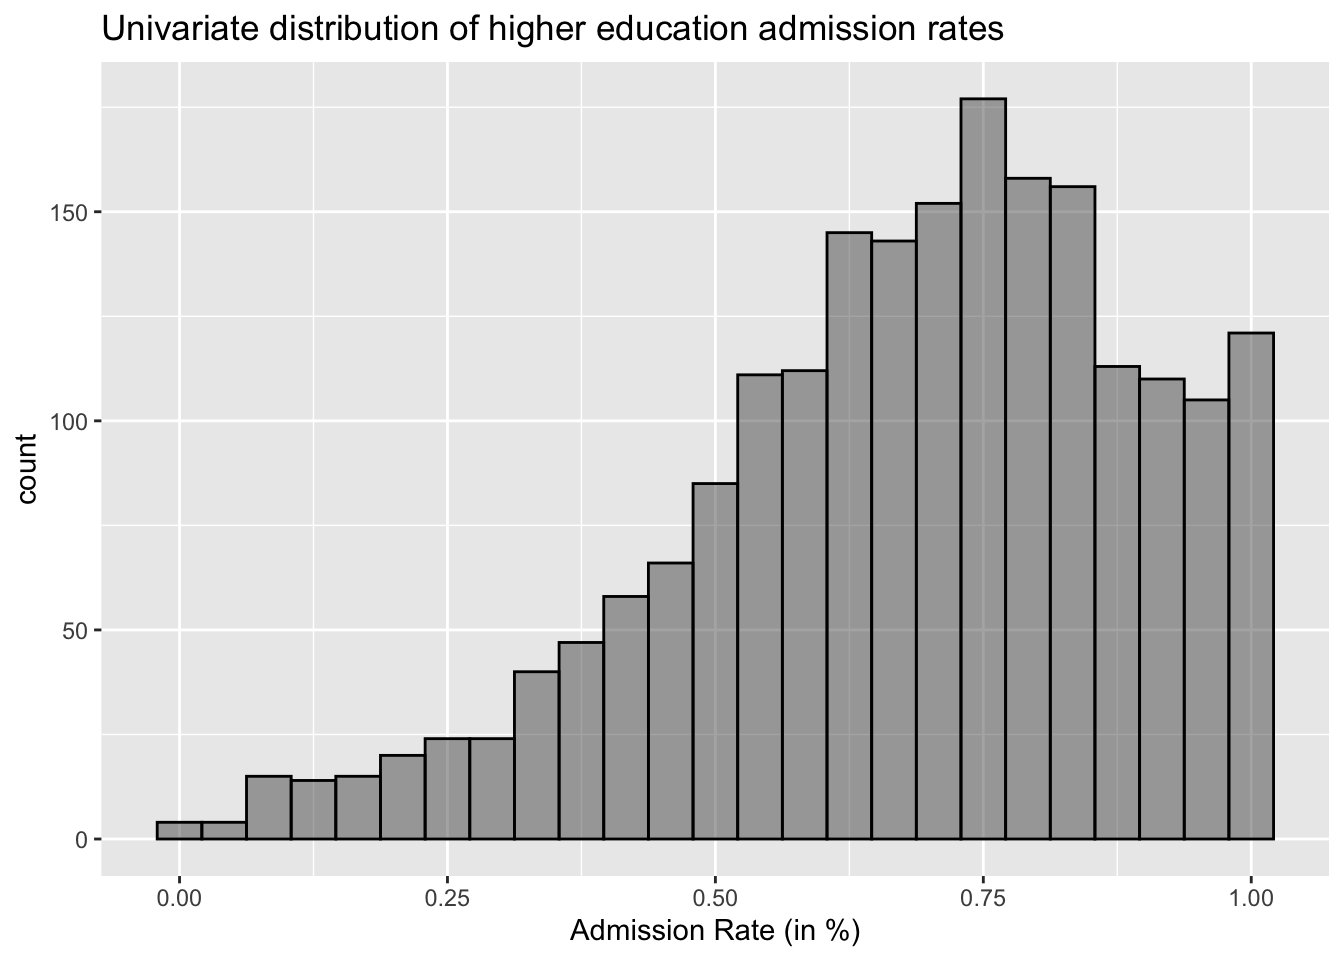 Univariate distribution of higher education admission rates
150
100
50
0
count
0.00 0.25 0.50 0.75 1.00
Admission Rate (in %)